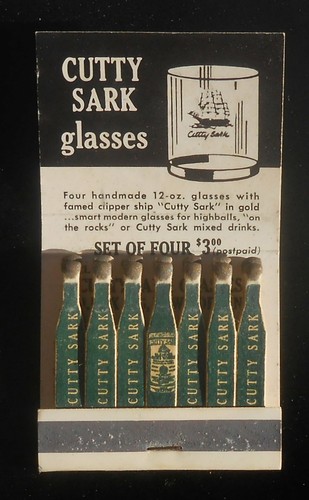 CUTTY
SARK
glasses
Cutty Sark
Four handmade 12-oz. glasses with
famed clipper ship "Cutty Sark" in gold
...smart modern glasses for highballs, "on
the rocks" or Cutty Sark mixed drinks.
SET OF FOUR $3.00 (postpaid)
CUTTY SARK
CUTTY SARK
CUTTY SARK
CUTTY SARK
CUTTY SARK
CUTTY SARK